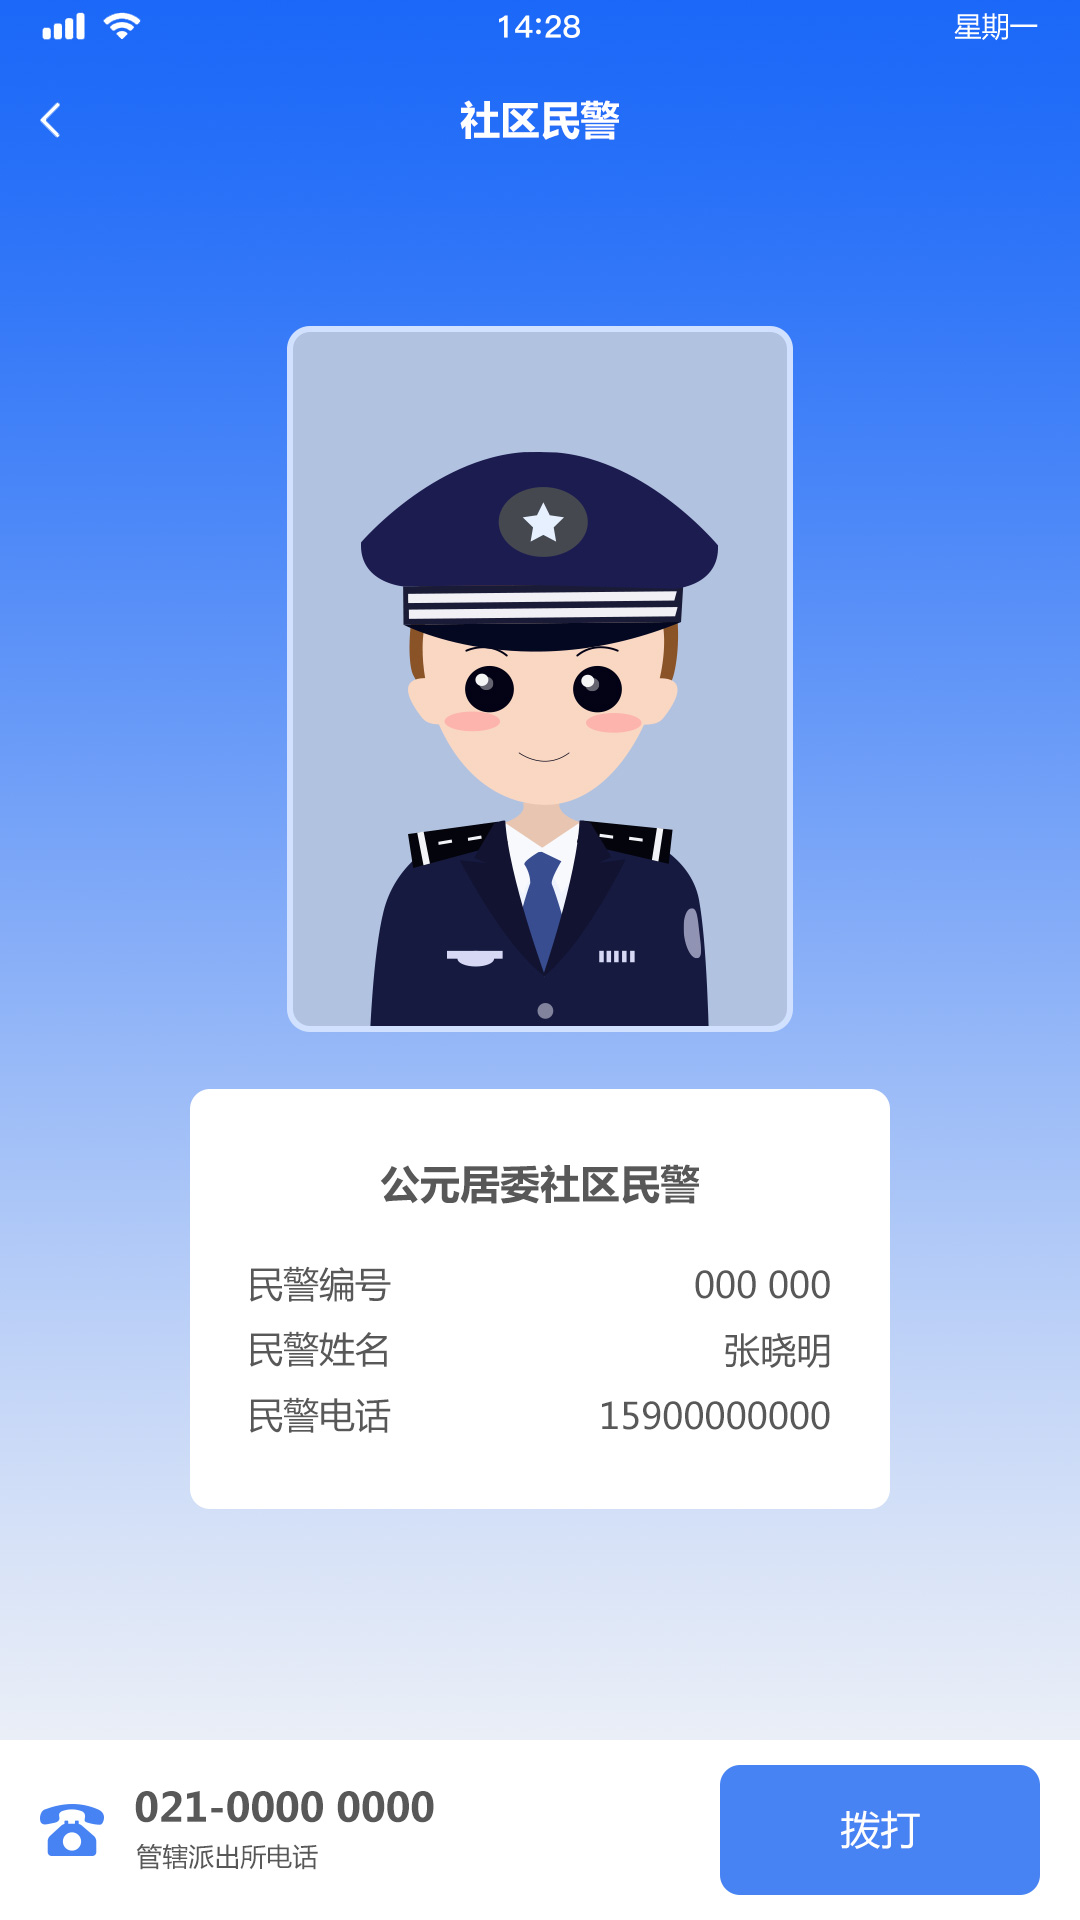 14:28
星期一
社区民警
公元居委社区民警
民警编号 000 000
民警姓名 张晓明
民警电话 15900000000
021-0000 0000
管辖派出所电话
拨打